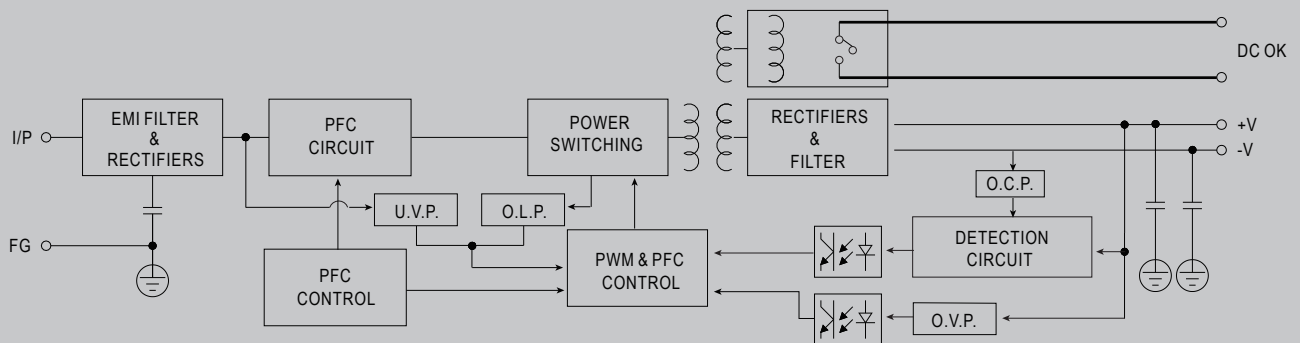 DC OK
I/P
EMI FILTER
&
RECTIFIERS
PFC
CIRCUIT
POWER
SWITCHING
RECTIFIERS
&
FILTER
+V
-V
U.V.P.
O.L.P.
O.C.P.
FG
PFC
CONTROL
PWM & PFC
CONTROL
DETECTION
CIRCUIT
O.V.P.